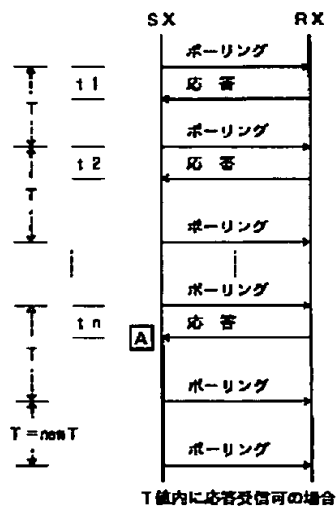 SX RX
ポーリング
t1 応答
T
ポーリング
t2 応答
T
ポーリング
ポーリング
tn 応答
A
T
ポーリング
T=newT
ポーリング
T値内に応答受信可の場合